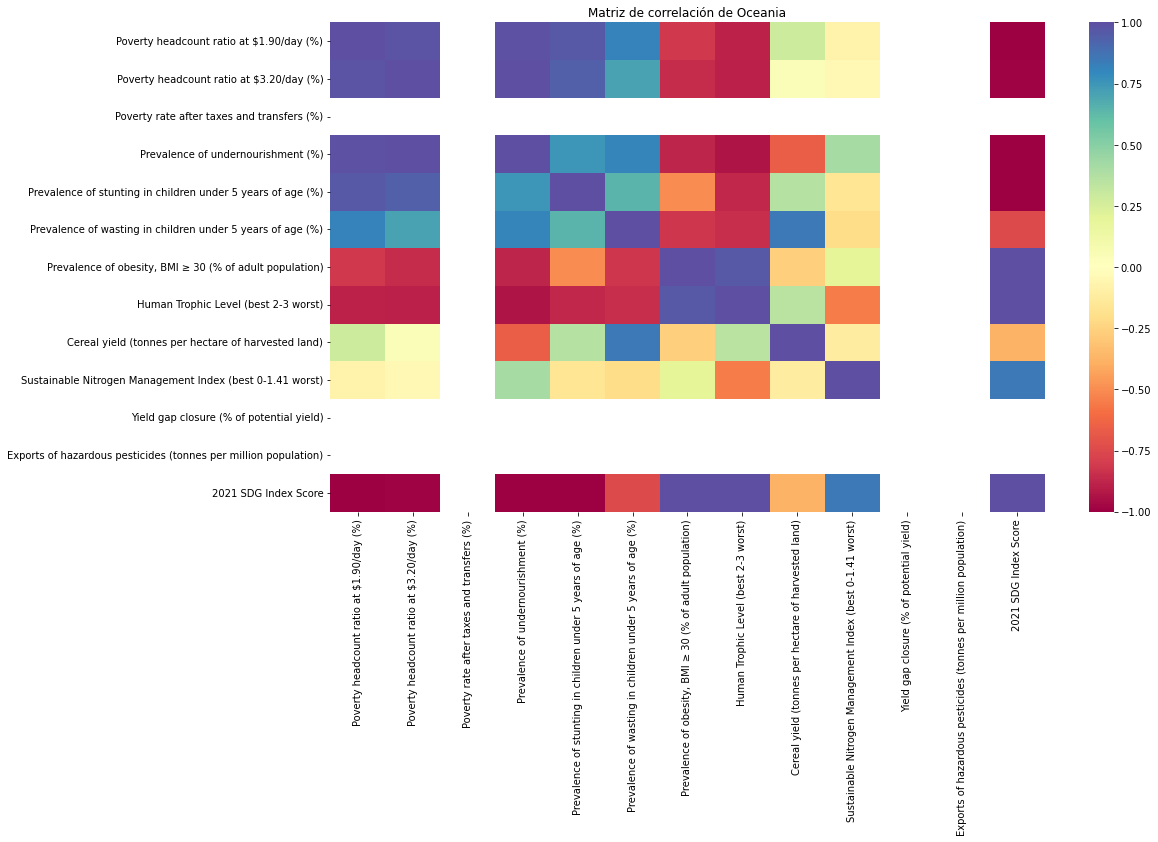 Matriz de correlación de Oceania
Poverty headcount ratio at $1.90/day (%)
Poverty headcount ratio at $3.20/day (%)
Poverty rate after taxes and transfers (%)
Prevalence of undernourishment (%)
Prevalence of stunting in children under 5 years of age (%)
Prevalence of wasting in children under 5 years of age (%)
Prevalence of obesity, BMI ≥ 30 (% of adult population)
Human Trophic Level (best 2-3 worst)
Cereal yield (tonnes per hectare of harvested land)
Sustainable Nitrogen Management Index (best 0-1.41 worst)
Yield gap closure (% of potential yield)
Exports of hazardous pesticides (tonnes per million population)
2021 SDG Index Score
Poverty headcount ratio at $1.90/day (%)
Poverty headcount ratio at $3.20/day (%)
Poverty rate after taxes and transfers (%)
Prevalence of undernourishment (%)
Prevalence of stunting in children under 5 years of age (%)
Prevalence of wasting in children under 5 years of age (%)
Prevalence of obesity, BMI ≥ 30 (% of adult population)
Human Trophic Level (best 2-3 worst)
Cereal yield (tonnes per hectare of harvested land)
Sustainable Nitrogen Management Index (best 0-1.41 worst)
Yield gap closure (% of potential yield)
Exports of hazardous pesticides (tonnes per million population)
2021 SDG Index Score
1.00
0.75
0.50
0.25
0.00
−0.25
−0.50
−0.75
−1.00